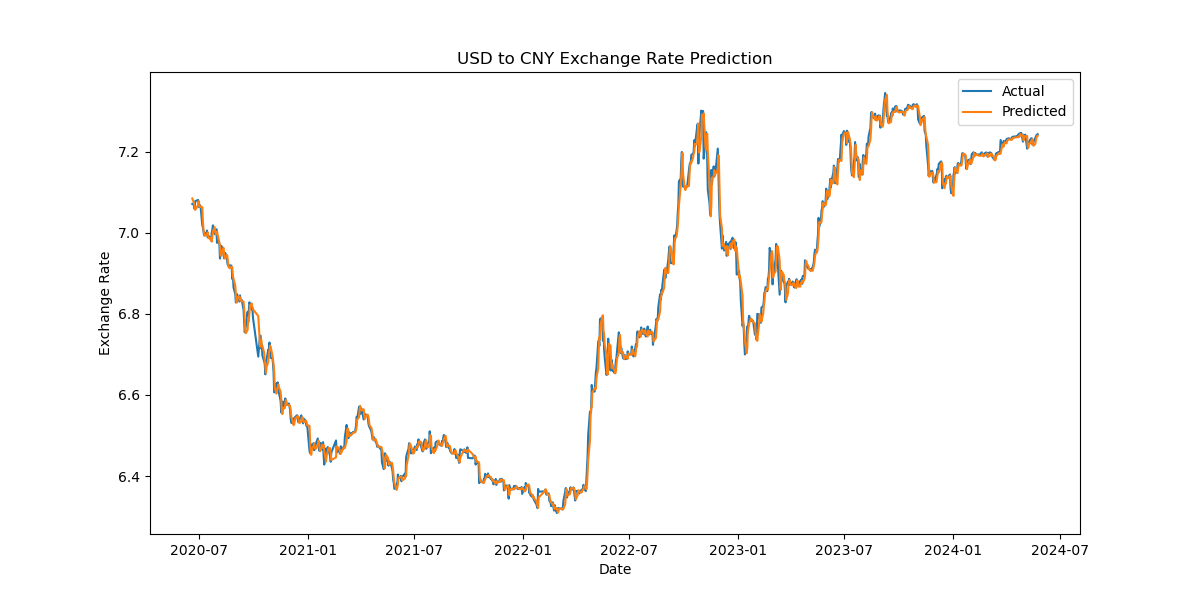 USD to CNY Exchange Rate Prediction
Actual
Predicted
7.2
7.0
6.8
6.6
6.4
Exchange Rate
2020-07
2021-01
2021-07
2022-01
2022-07
2023-01
2023-07
2024-01
2024-07
Date